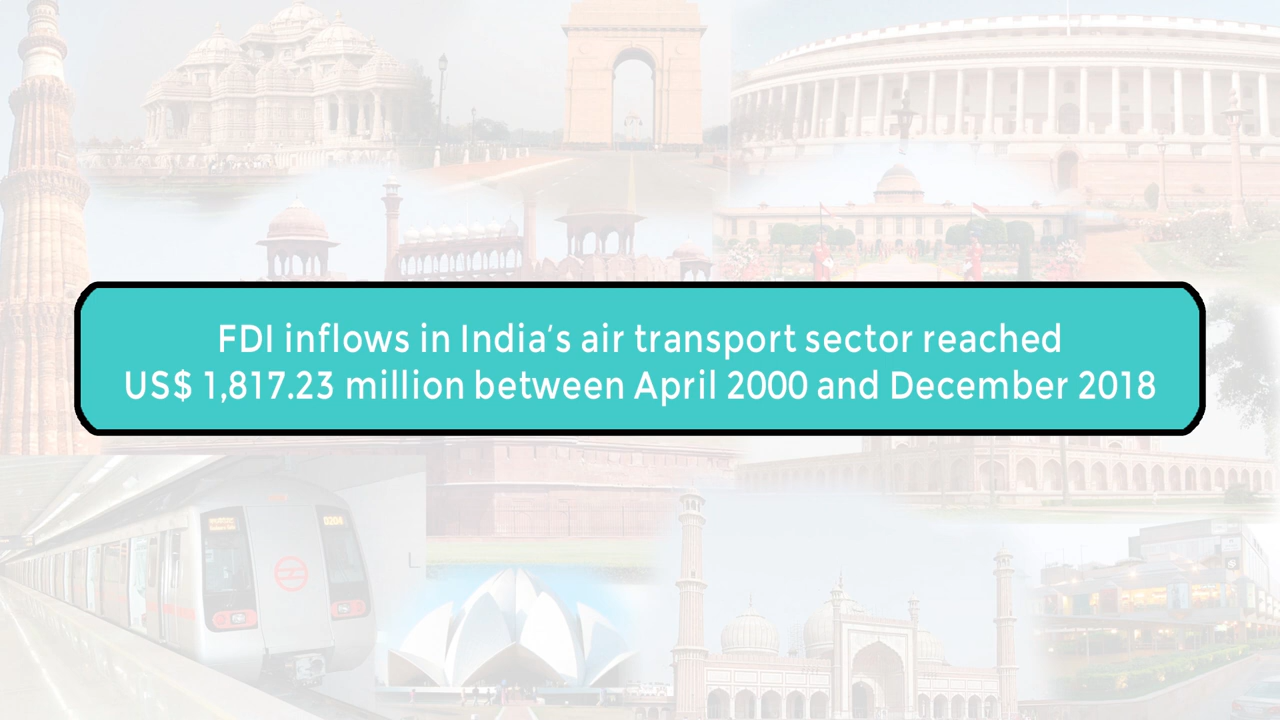 FDI inflows in India's air transport sector reached
US$ 1,817.23 million between April 2000 and December 2018
0204